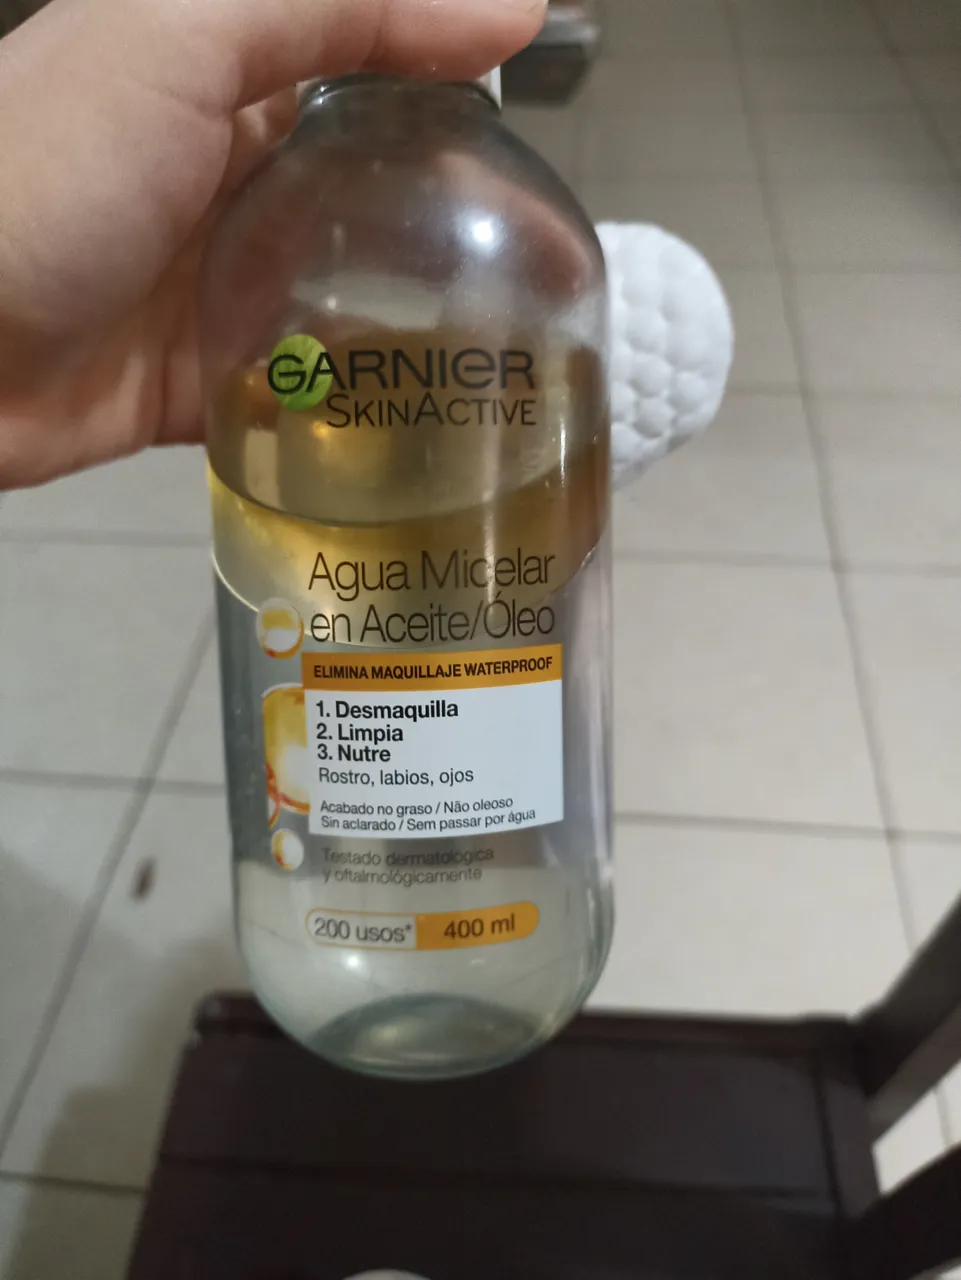 GARNIER
SKINACTIVE
Agua Micelar
en Aceite/Óleo
ELIMINA MAQUILLAJE WATERPROOF
1. Desmaquilla
2. Limpia
3. Nutre
Rostro, labios, ojos
Acabado no graso / Não oleoso
Sin aclarado / Sem passar por água
Testado dermatológica
y oftalmológicamente
200 usos* 400 ml